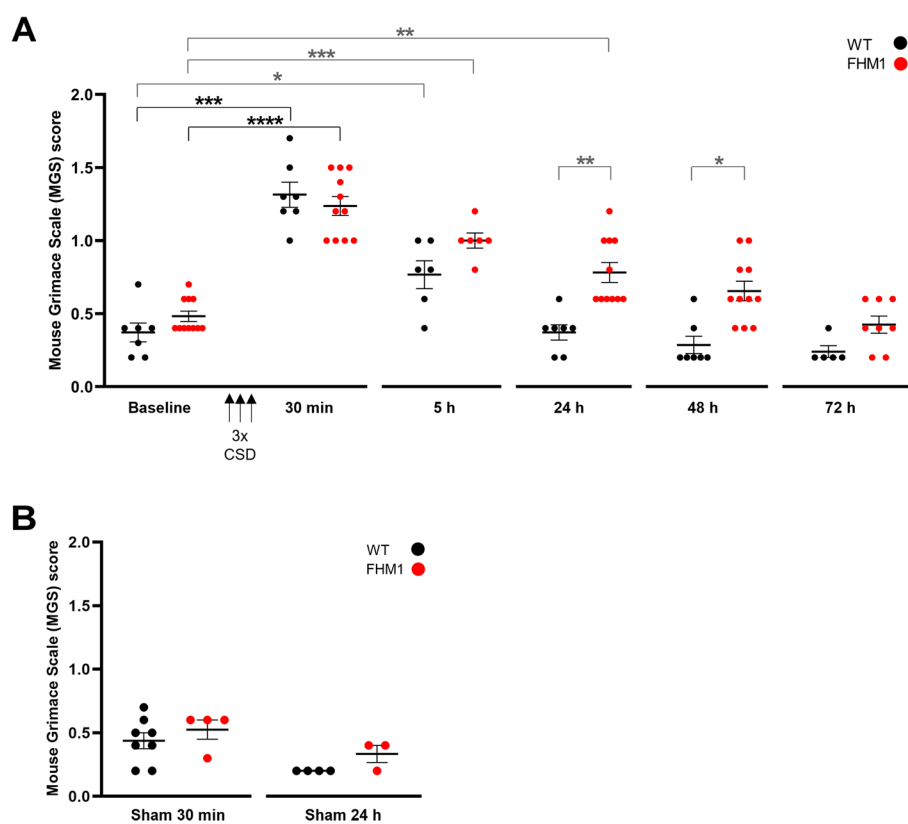 A
WT
FHM1
**
***
*
***
****
**
*
Mouse Grimace Scale (MGS) score
2.0
1.5
1.0
0.5
0.0
Baseline
30 min
5 h
24 h
48 h
72 h
3x
CSD
B
WT
FHM1
Mouse Grimace Scale (MGS) score
2.0
1.5
1.0
0.5
0.0
Sham 30 min
Sham 24 h